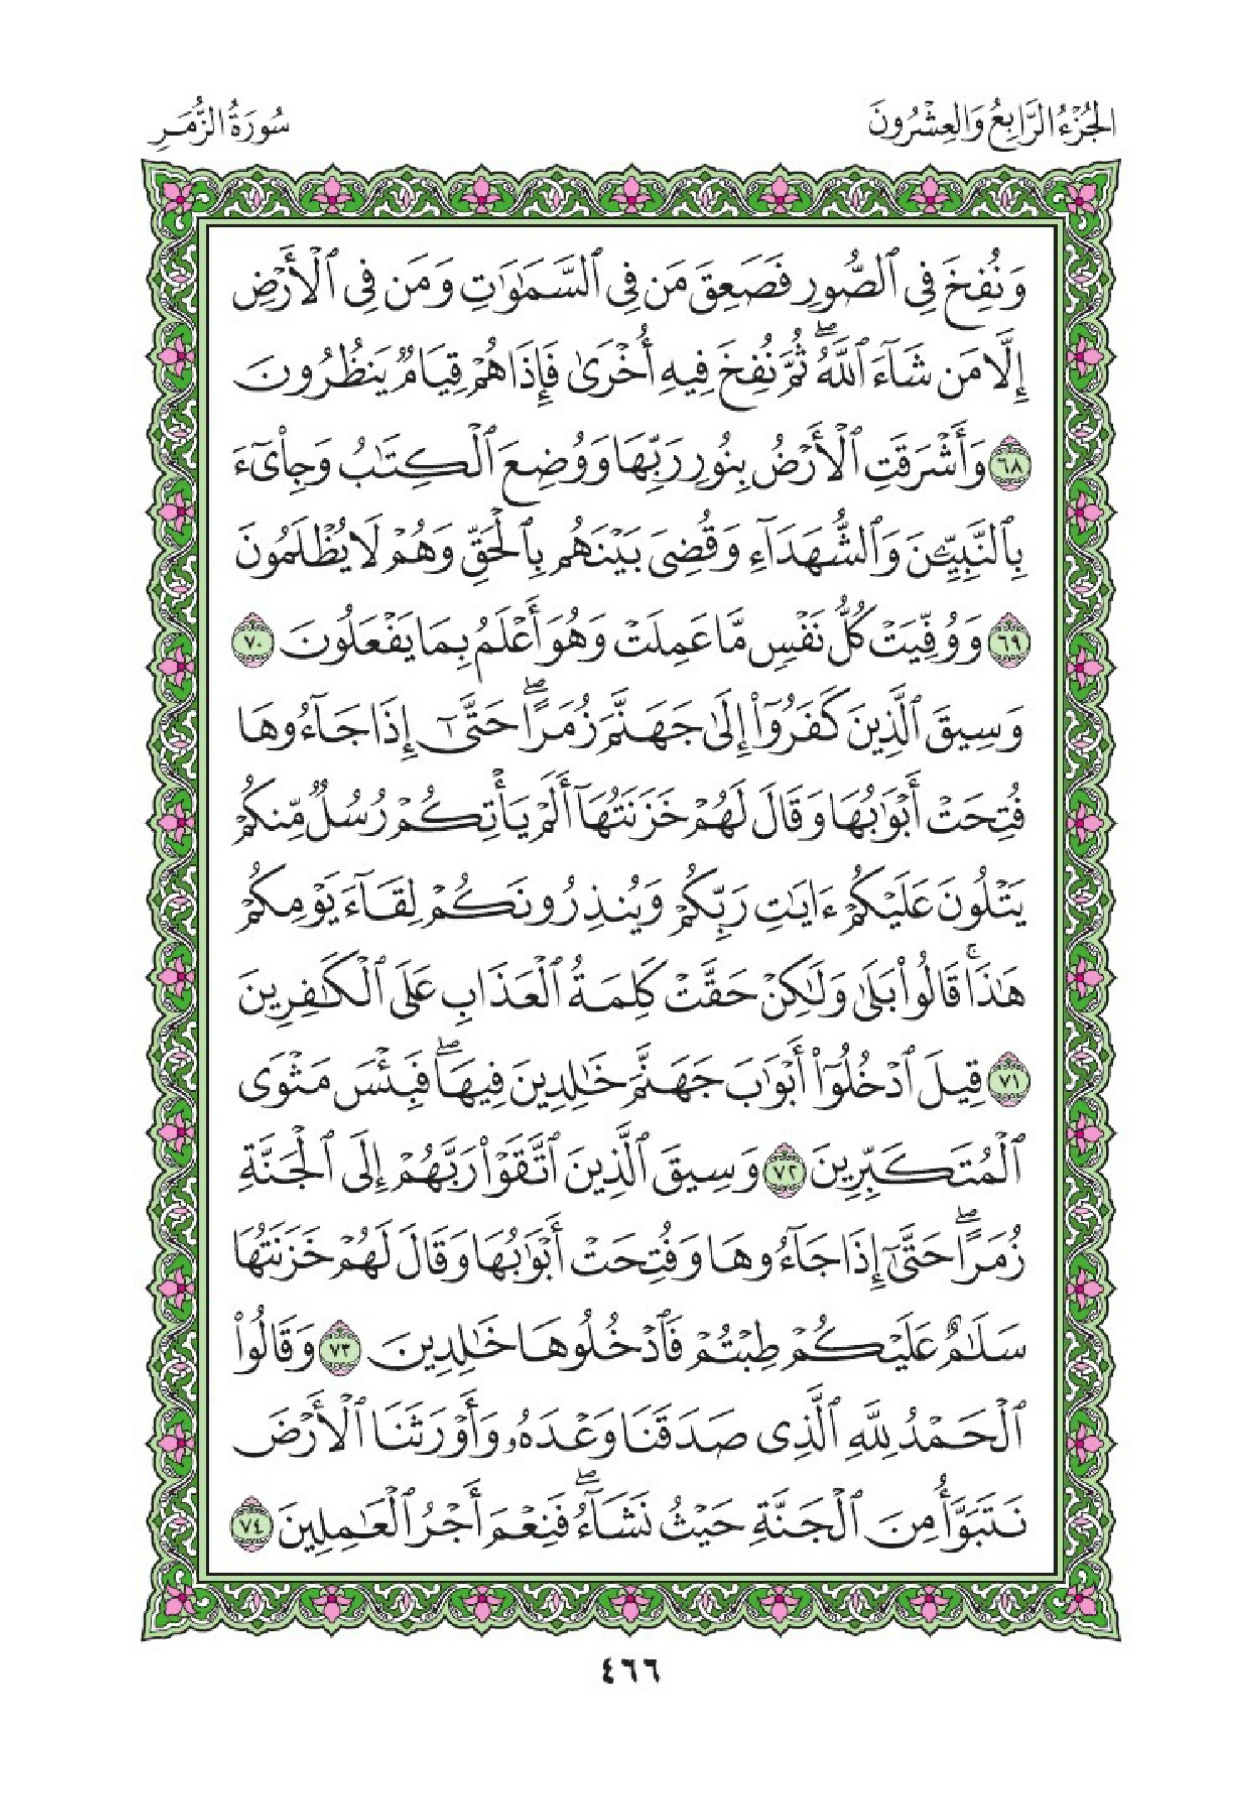 الجُزْءُ الرَّابِعُ وَالعِشْرُونَ
سُورَةُ الزُّمَرِ
وَنُفِخَ فِى ٱلصُّورِ فَصَعِقَ مَن فِى ٱلسَّمَٰوَٰتِ وَمَن فِى ٱلْأَرْضِ
إِلَّا مَن شَآءَ ٱللَّهُۖ ثُمَّ نُفِخَ فِيهِ أُخْرَىٰ فَإِذَا هُمْ قِيَامٌ يَنظُرُونَ
٦٨ وَأَشْرَقَتِ ٱلْأَرْضُ بِنُورِ رَبِّهَا وَوُضِعَ ٱلْكِتَٰبُ وَجِا۟ىٓءَ
بِٱلنَّبِيِّۦنَ وَٱلشُّهَدَآءِ وَقُضِىَ بَيْنَهُم بِٱلْحَقِّ وَهُمْ لَا يُظْلَمُونَ
٦٩ وَوُفِّيَتْ كُلُّ نَفْسٍ مَّا عَمِلَتْ وَهُوَ أَعْلَمُ بِمَا يَفْعَلُونَ ٧٠
وَسِيقَ ٱلَّذِينَ كَفَرُوٓا۟ إِلَىٰ جَهَنَّمَ زُمَرًاۖ حَتَّىٰٓ إِذَا جَآءُوهَا
فُتِحَتْ أَبْوَٰبُهَا وَقَالَ لَهُمْ خَزَنَتُهَآ أَلَمْ يَأْتِكُمْ رُسُلٌ مِّنكُمْ
يَتْلُونَ عَلَيْكُمْ ءَايَٰتِ رَبِّكُمْ وَيُنذِرُونَكُمْ لِقَآءَ يَوْمِكُمْ
هَٰذَاۚ قَالُوا۟ بَلَىٰ وَلَٰكِنْ حَقَّتْ كَلِمَةُ ٱلْعَذَابِ عَلَى ٱلْكَٰفِرِينَ
٧١ قِيلَ ٱدْخُلُوٓا۟ أَبْوَٰبَ جَهَنَّمَ خَٰلِدِينَ فِيهَاۖ فَبِئْسَ مَثْوَى
ٱلْمُتَكَبِّرِينَ ٧٢ وَسِيقَ ٱلَّذِينَ ٱتَّقَوْا۟ رَبَّهُمْ إِلَى ٱلْجَنَّةِ
زُمَرًاۖ حَتَّىٰٓ إِذَا جَآءُوهَا وَفُتِحَتْ أَبْوَٰبُهَا وَقَالَ لَهُمْ خَزَنَتُهَا
سَلَٰمٌ عَلَيْكُمْ طِبْتُمْ فَٱدْخُلُوهَا خَٰلِدِينَ ٧٣ وَقَالُوا۟
ٱلْحَمْدُ لِلَّهِ ٱلَّذِى صَدَقَنَا وَعْدَهُۥ وَأَوْرَثَنَا ٱلْأَرْضَ
نَتَبَوَّأُ مِنَ ٱلْجَنَّةِ حَيْثُ نَشَآءُۖ فَنِعْمَ أَجْرُ ٱلْعَٰمِلِينَ ٧٤
٤٦٦